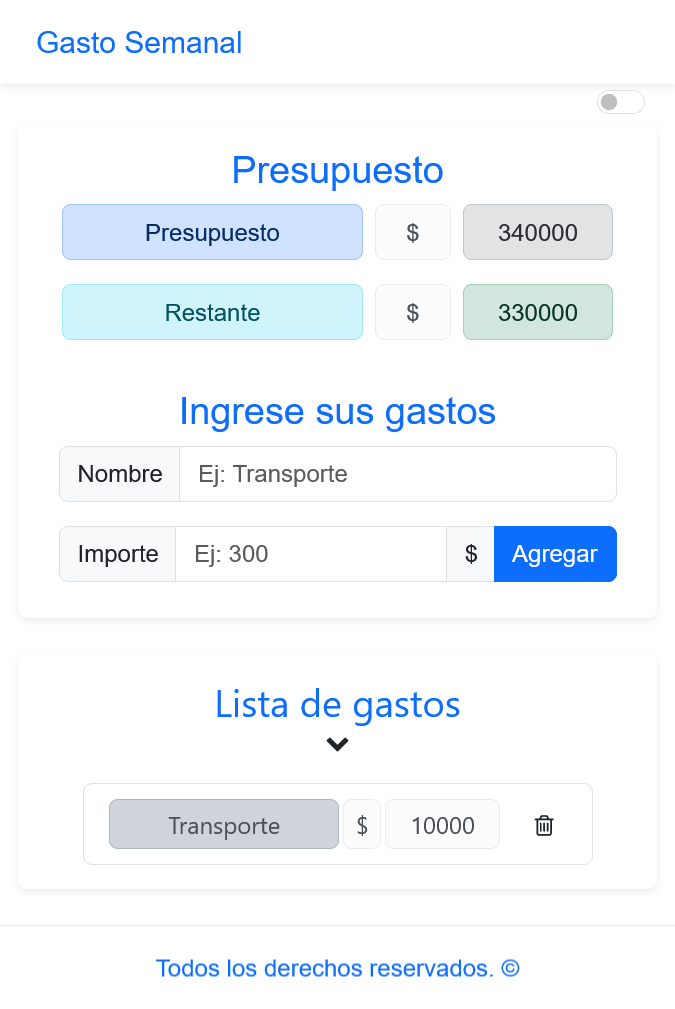 Gasto Semanal
Presupuesto
Presupuesto $ 340000
Restante $ 330000
Ingrese sus gastos
Nombre Ej: Transporte
Importe Ej: 300 $ Agregar
Lista de gastos
Transporte $ 10000
Todos los derechos reservados. ©